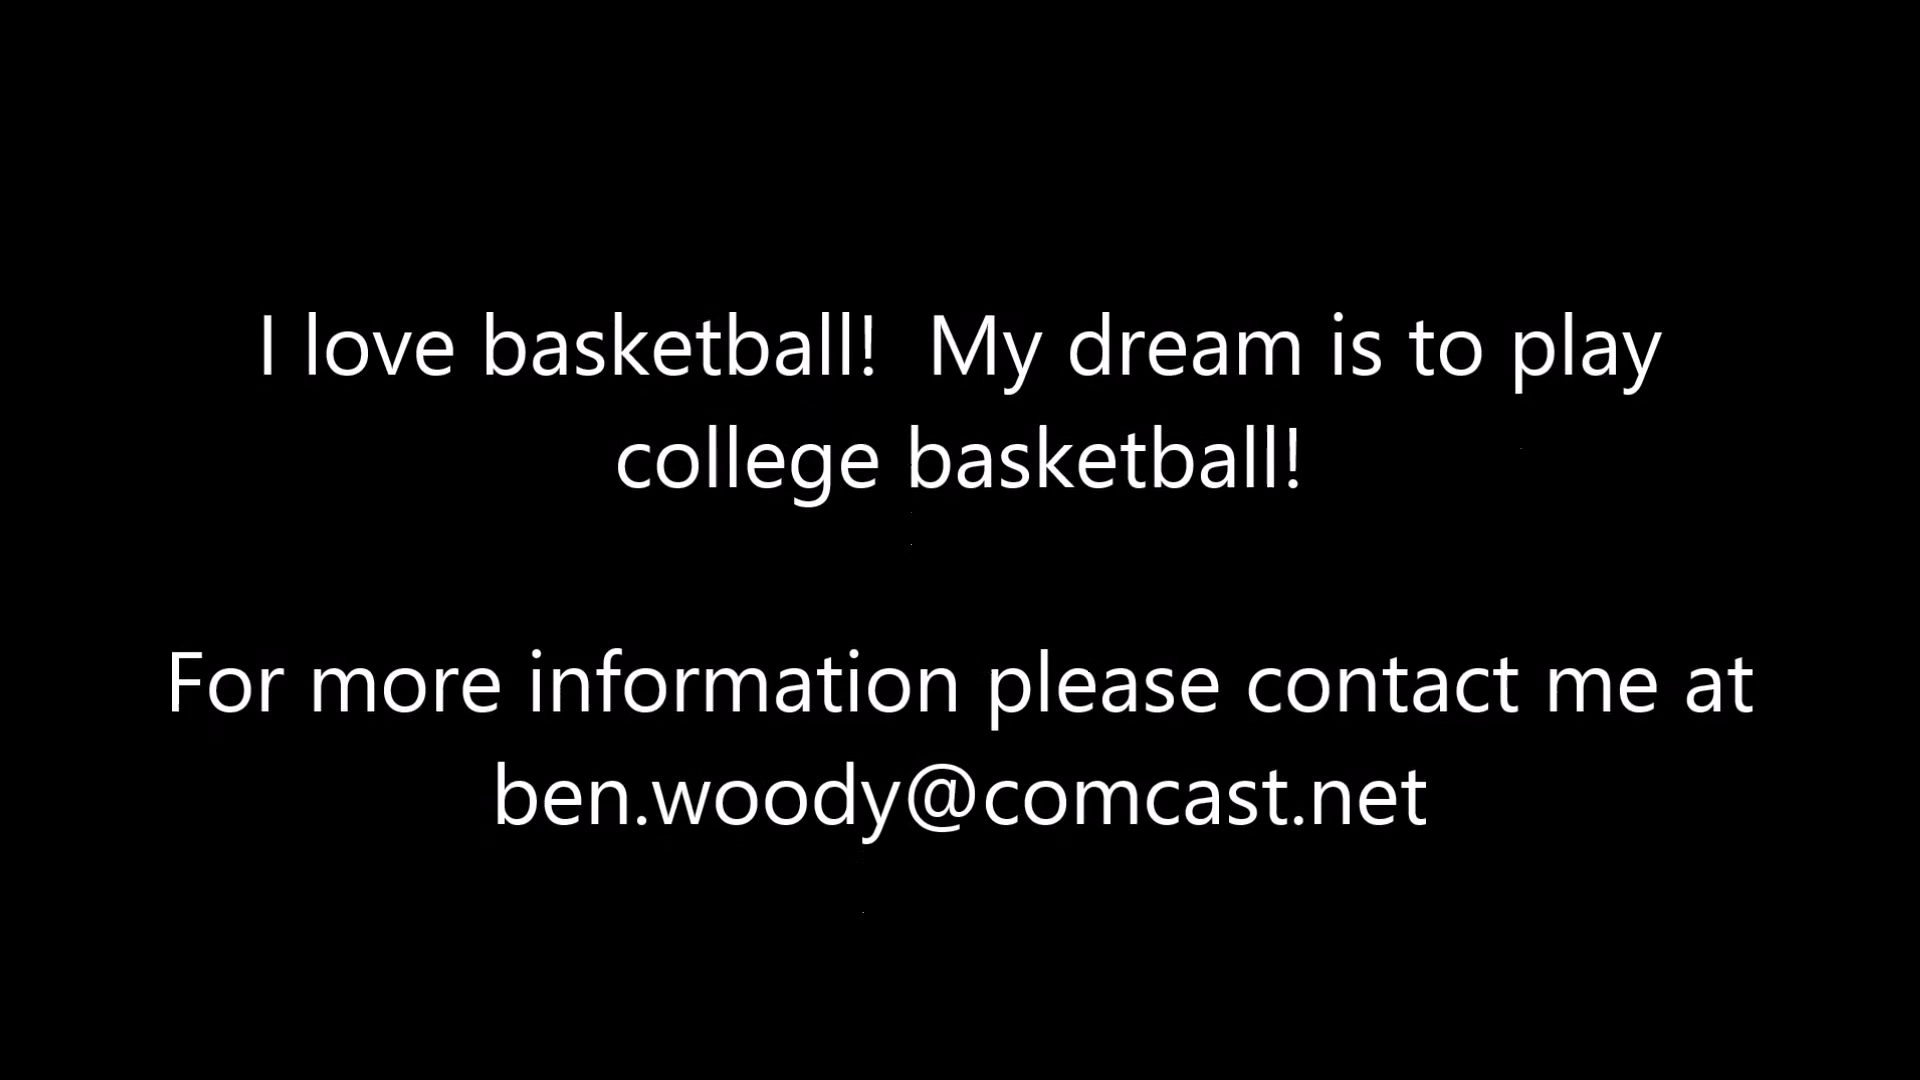 I love basketball!  My dream is to play
college basketball!
For more information please contact me at
ben.woody@comcast.net